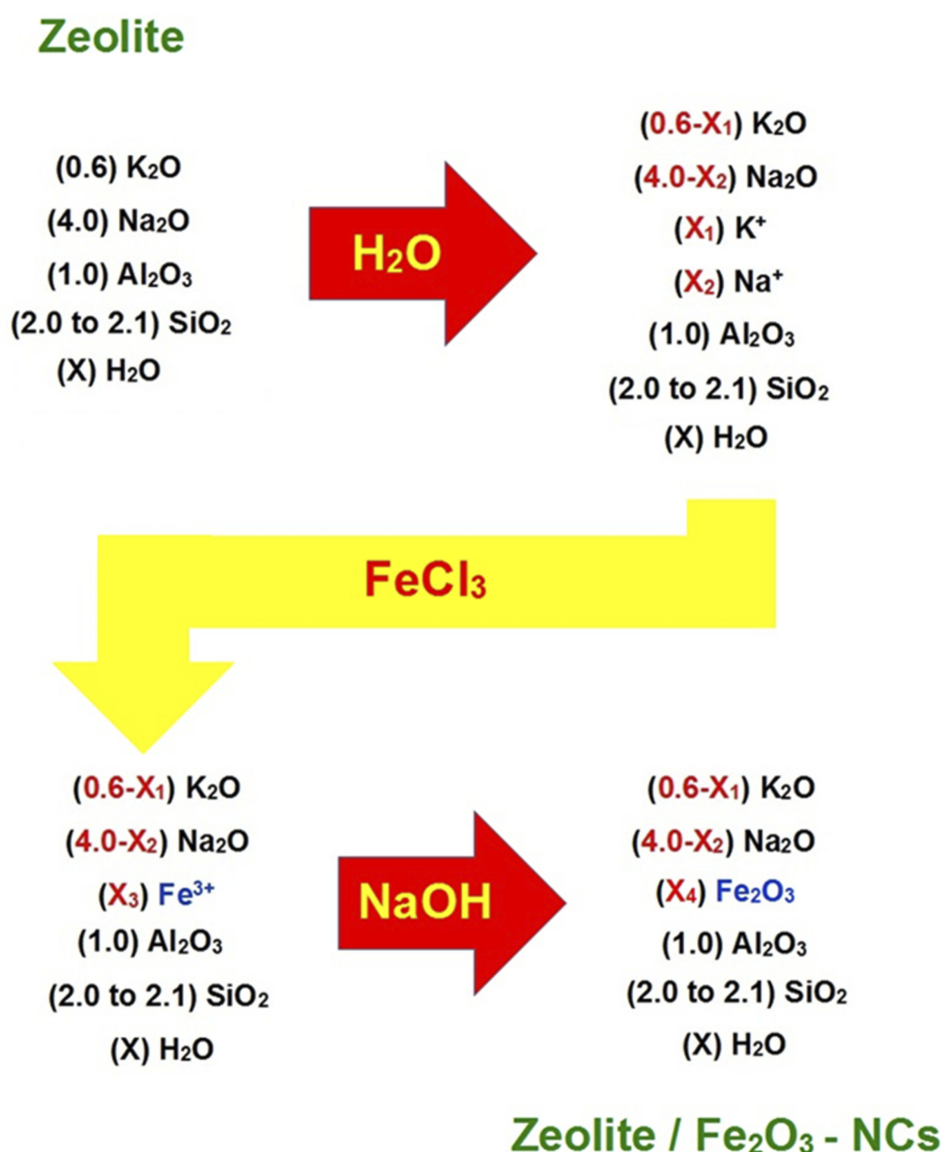 Zeolite
(0.6) K₂O
(4.0) Na₂O
(1.0) Al₂O₃
(2.0 to 2.1) SiO₂
(X) H₂O
H₂O
(0.6-X₁) K₂O
(4.0-X₂) Na₂O
(X₁) K⁺
(X₂) Na⁺
(1.0) Al₂O₃
(2.0 to 2.1) SiO₂
(X) H₂O
FeCl₃
(0.6-X₁) K₂O
(4.0-X₂) Na₂O
(X₃) Fe³⁺
(1.0) Al₂O₃
(2.0 to 2.1) SiO₂
(X) H₂O
NaOH
(0.6-X₁) K₂O
(4.0-X₂) Na₂O
(X₄) Fe₂O₃
(1.0) Al₂O₃
(2.0 to 2.1) SiO₂
(X) H₂O
Zeolite / Fe₂O₃ - NCs